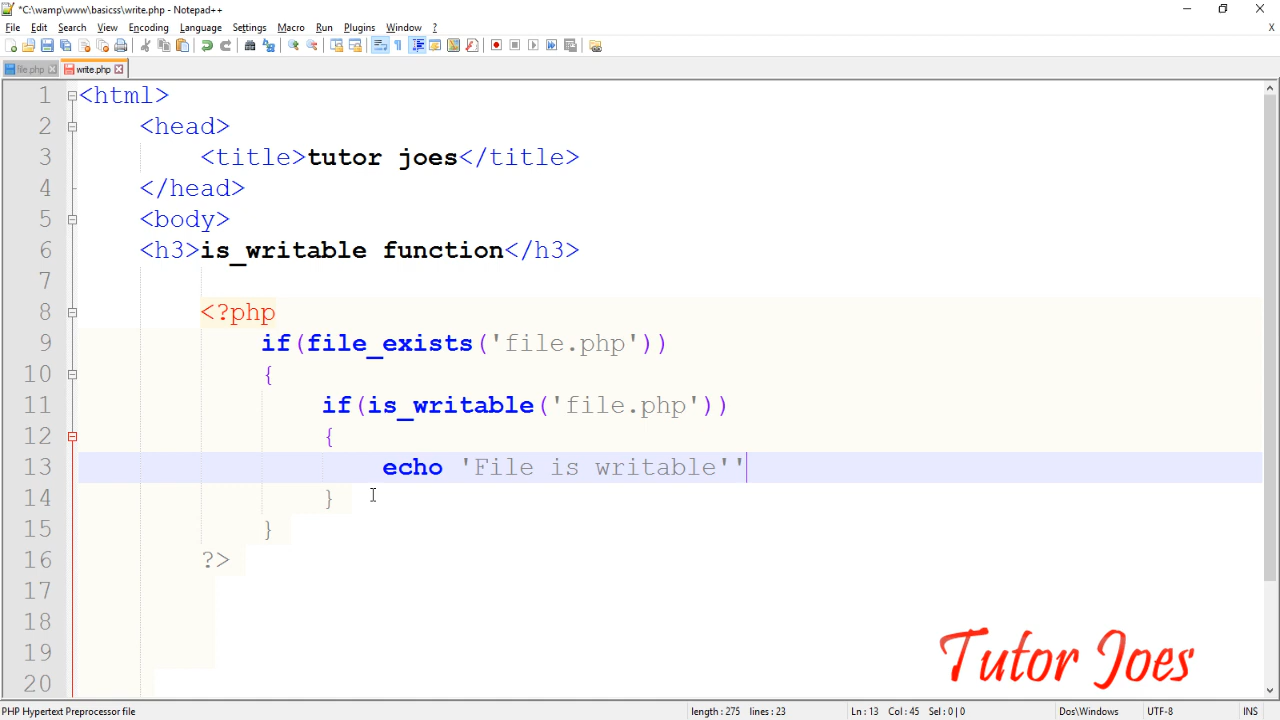 *C:\wamp\www\basicss\write.php - Notepad++
File Edit Search View Encoding Language Settings Macro Run Plugins Window ?
X
file.php write.php
1 <html>
2 <head>
3 <title>tutor joes</title>
4 </head>
5 <body>
6 <h3>is_writable function</h3>
7
8 <?php
9 if(file_exists('file.php'))
10 {
11 if(is_writable('file.php'))
12 {
13 echo 'File is writable''
14 }
15 }
16 ?>
17
18
19
20
Tutor Joes
PHP Hypertext Preprocessor file length : 275 lines : 23 Ln : 13 Col : 45 Sel : 0 | 0 Dos\Windows UTF-8 INS